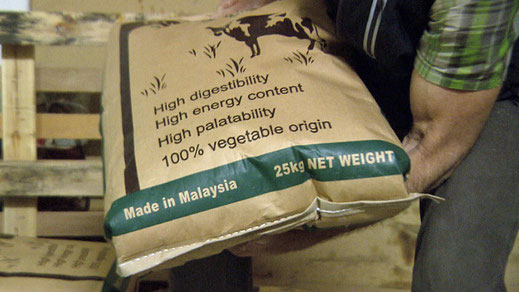 High digestibility
High energy content
High palatability
100% vegetable origin
Made in Malaysia
25kg NET WEIGHT